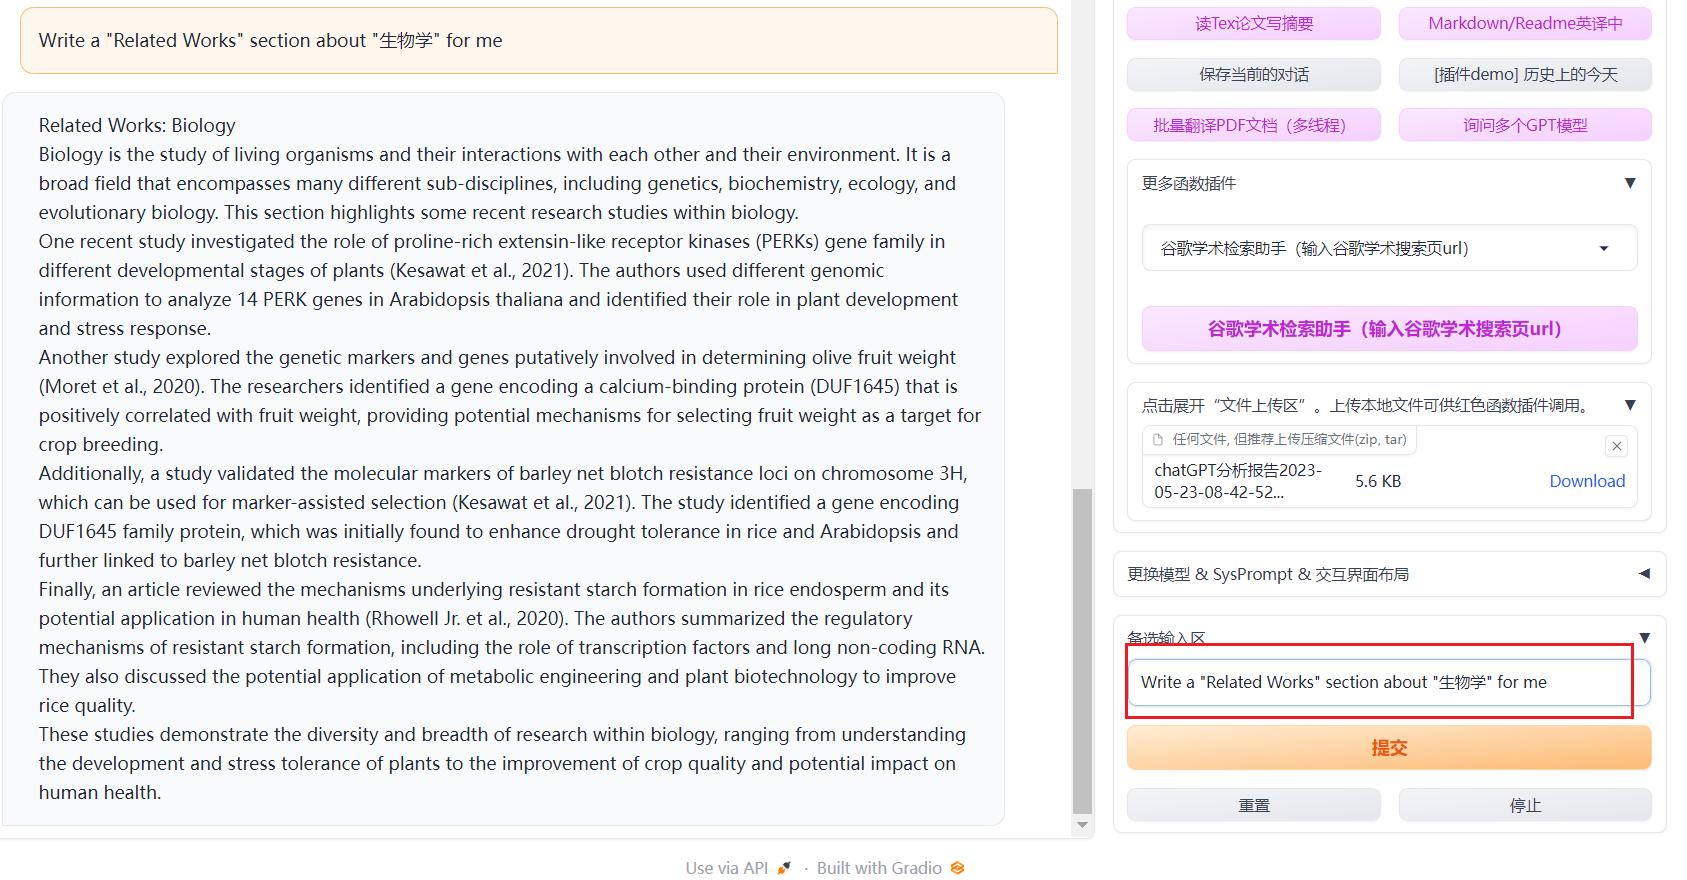 Write a "Related Works" section about "生物学" for me
Related Works: Biology
Biology is the study of living organisms and their interactions with each other and their environment. It is a
broad field that encompasses many different sub-disciplines, including genetics, biochemistry, ecology, and
evolutionary biology. This section highlights some recent research studies within biology.
One recent study investigated the role of proline-rich extensin-like receptor kinases (PERKs) gene family in
different developmental stages of plants (Kesawat et al., 2021). The authors used different genomic
information to analyze 14 PERK genes in Arabidopsis thaliana and identified their role in plant development
and stress response.
Another study explored the genetic markers and genes putatively involved in determining olive fruit weight
(Moret et al., 2020). The researchers identified a gene encoding a calcium-binding protein (DUF1645) that is
positively correlated with fruit weight, providing potential mechanisms for selecting fruit weight as a target for
crop breeding.
Additionally, a study validated the molecular markers of barley net blotch resistance loci on chromosome 3H,
which can be used for marker-assisted selection (Kesawat et al., 2021). The study identified a gene encoding
DUF1645 family protein, which was initially found to enhance drought tolerance in rice and Arabidopsis and
further linked to barley net blotch resistance.
Finally, an article reviewed the mechanisms underlying resistant starch formation in rice endosperm and its
potential application in human health (Rhowell Jr. et al., 2020). The authors summarized the regulatory
mechanisms of resistant starch formation, including the role of transcription factors and long non-coding RNA.
They also discussed the potential application of metabolic engineering and plant biotechnology to improve
rice quality.
These studies demonstrate the diversity and breadth of research within biology, ranging from understanding
the development and stress tolerance of plants to the improvement of crop quality and potential impact on
human health.
读Tex论文写摘要
Markdown/Readme英译中
保存当前的对话
[插件demo] 历史上的今天
批量翻译PDF文档（多线程）
询问多个GPT模型
更多函数插件
谷歌学术检索助手（输入谷歌学术搜索页url）
谷歌学术检索助手（输入谷歌学术搜索页url）
点击展开“文件上传区”。上传本地文件可供红色函数插件调用。
任何文件, 但推荐上传压缩文件(zip, tar)
chatGPT分析报告2023-
05-23-08-42-52...
5.6 KB
Download
更换模型 & SysPrompt & 交互界面布局
备选输入区
Write a "Related Works" section about "生物学" for me
提交
重置
停止
Use via API · Built with Gradio